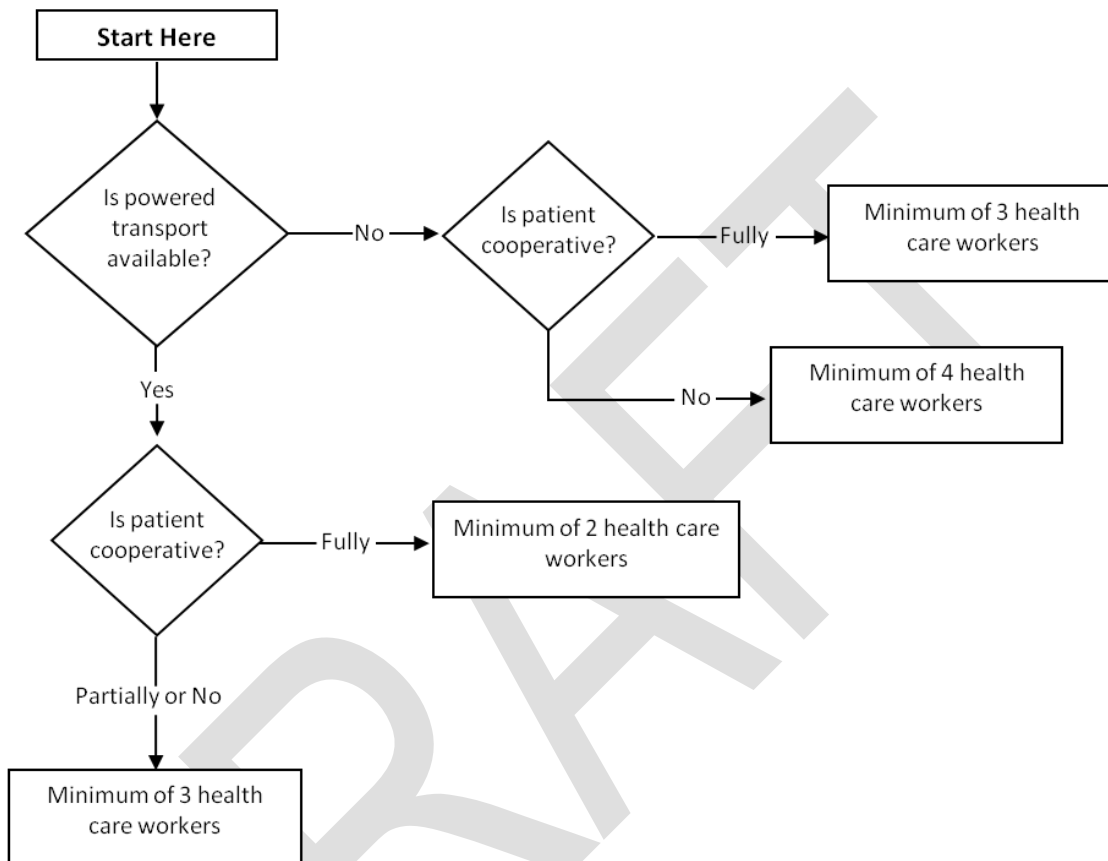 Start Here
Is powered
transport
available?
No
Is patient
cooperative?
Fully
Minimum of 3 health
care workers
No
Minimum of 4 health
care workers
Yes
Is patient
cooperative?
Fully
Minimum of 2 health care
workers
Partially or No
Minimum of 3 health
care workers
RAFT